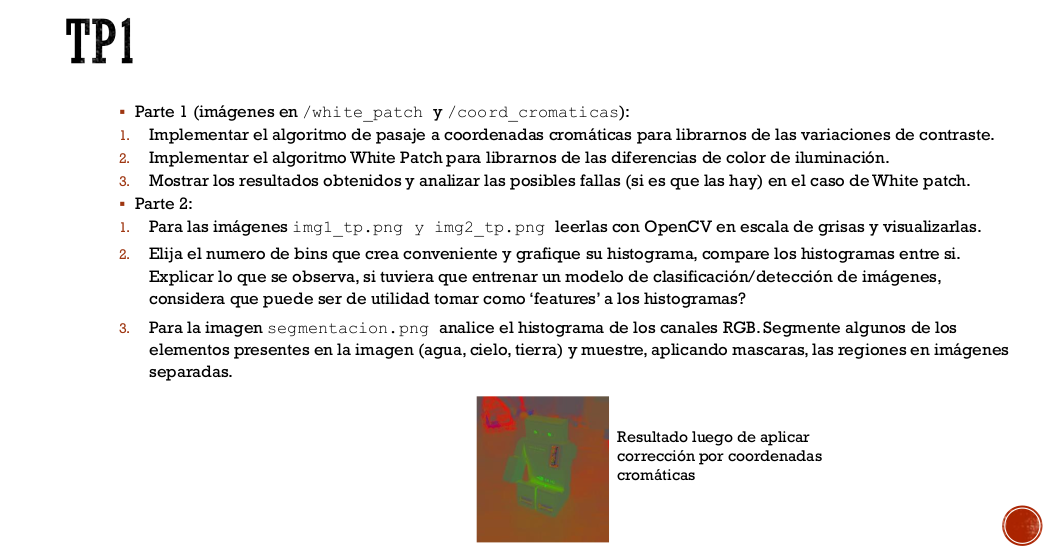 TP1
▪ Parte 1 (imágenes en /white_patch y /coord_cromaticas):
1. Implementar el algoritmo de pasaje a coordenadas cromáticas para librarnos de las variaciones de contraste.
2. Implementar el algoritmo White Patch para librarnos de las diferencias de color de iluminación.
3. Mostrar los resultados obtenidos y analizar las posibles fallas (si es que las hay) en el caso de White patch.
▪ Parte 2:
1. Para las imágenes img1_tp.png y img2_tp.png leerlas con OpenCV en escala de grisas y visualizarlas.
2. Elija el numero de bins que crea conveniente y grafique su histograma, compare los histogramas entre si.
Explicar lo que se observa, si tuviera que entrenar un modelo de clasificación/detección de imágenes,
considera que puede ser de utilidad tomar como ‘features’ a los histogramas?
3. Para la imagen segmentacion.png analice el histograma de los canales RGB. Segmente algunos de los
elementos presentes en la imagen (agua, cielo, tierra) y muestre, aplicando mascaras, las regiones en imágenes
separadas.
Resultado luego de aplicar
corrección por coordenadas
cromáticas